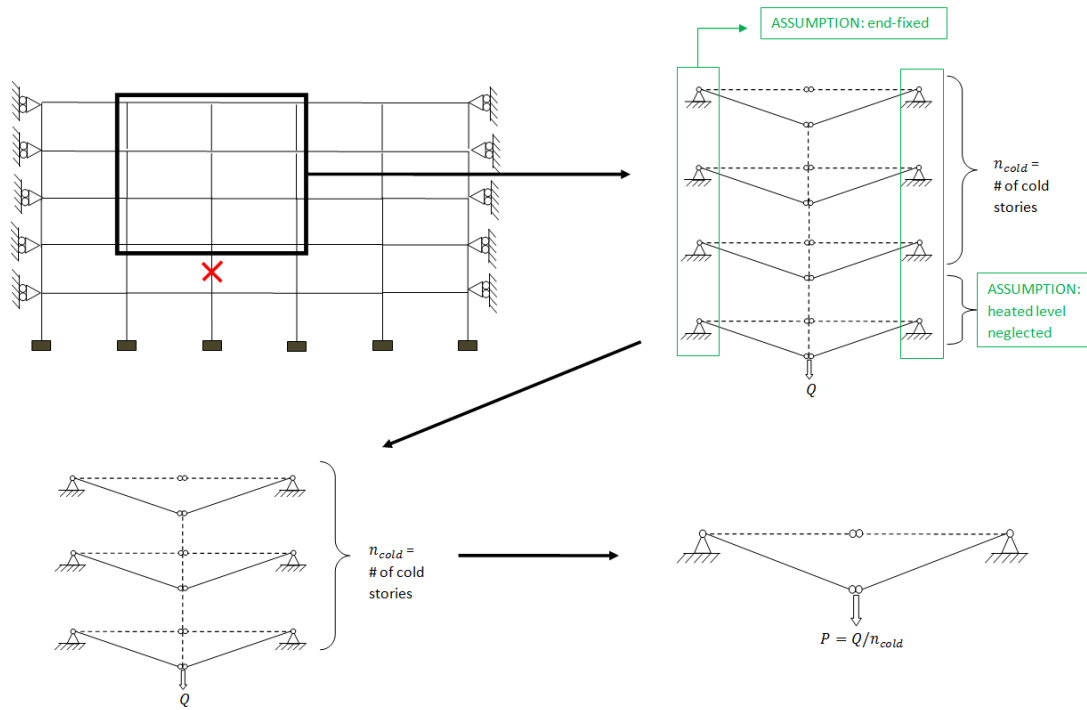 ASSUMPTION: end-fixed
n_cold =
# of cold
stories
ASSUMPTION:
heated level
neglected
Q
n_cold =
# of cold
stories
Q
P = Q/n_cold